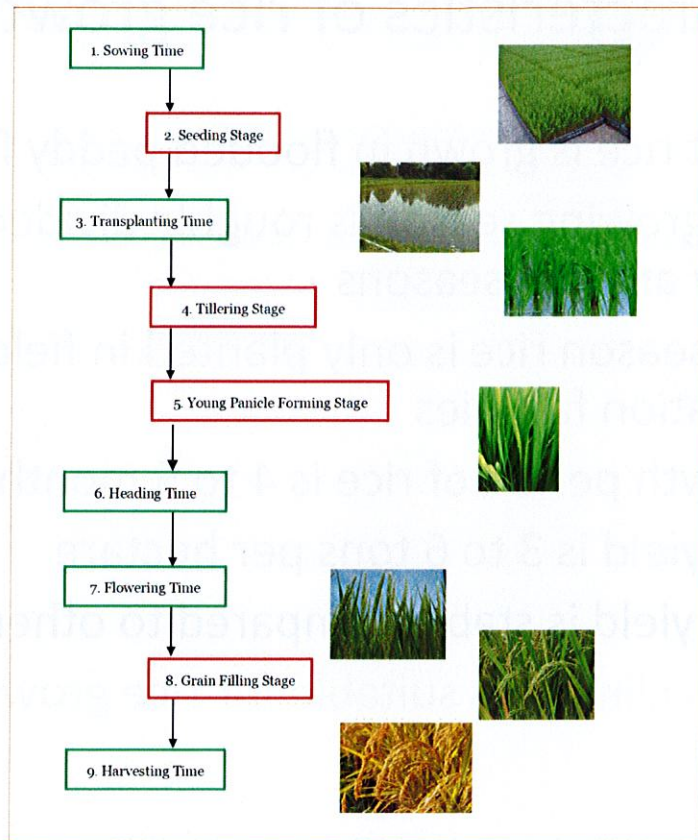 1. Sowing Time
2. Seeding Stage
3. Transplanting Time
4. Tillering Stage
5. Young Panicle Forming Stage
6. Heading Time
7. Flowering Time
8. Grain Filling Stage
9. Harvesting Time